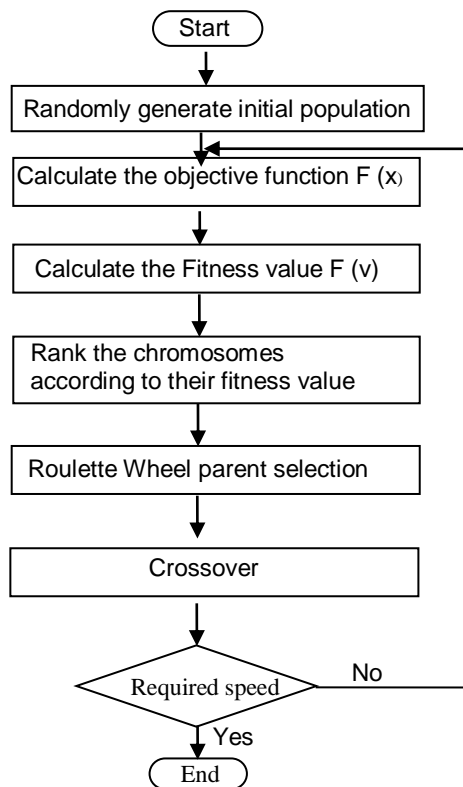 Start
Randomly generate initial population
Calculate the objective function F (x)
Calculate the Fitness value F (v)
Rank the chromosomes
according to their fitness value
Roulette Wheel parent selection
Crossover
Required speed
No
Yes
End